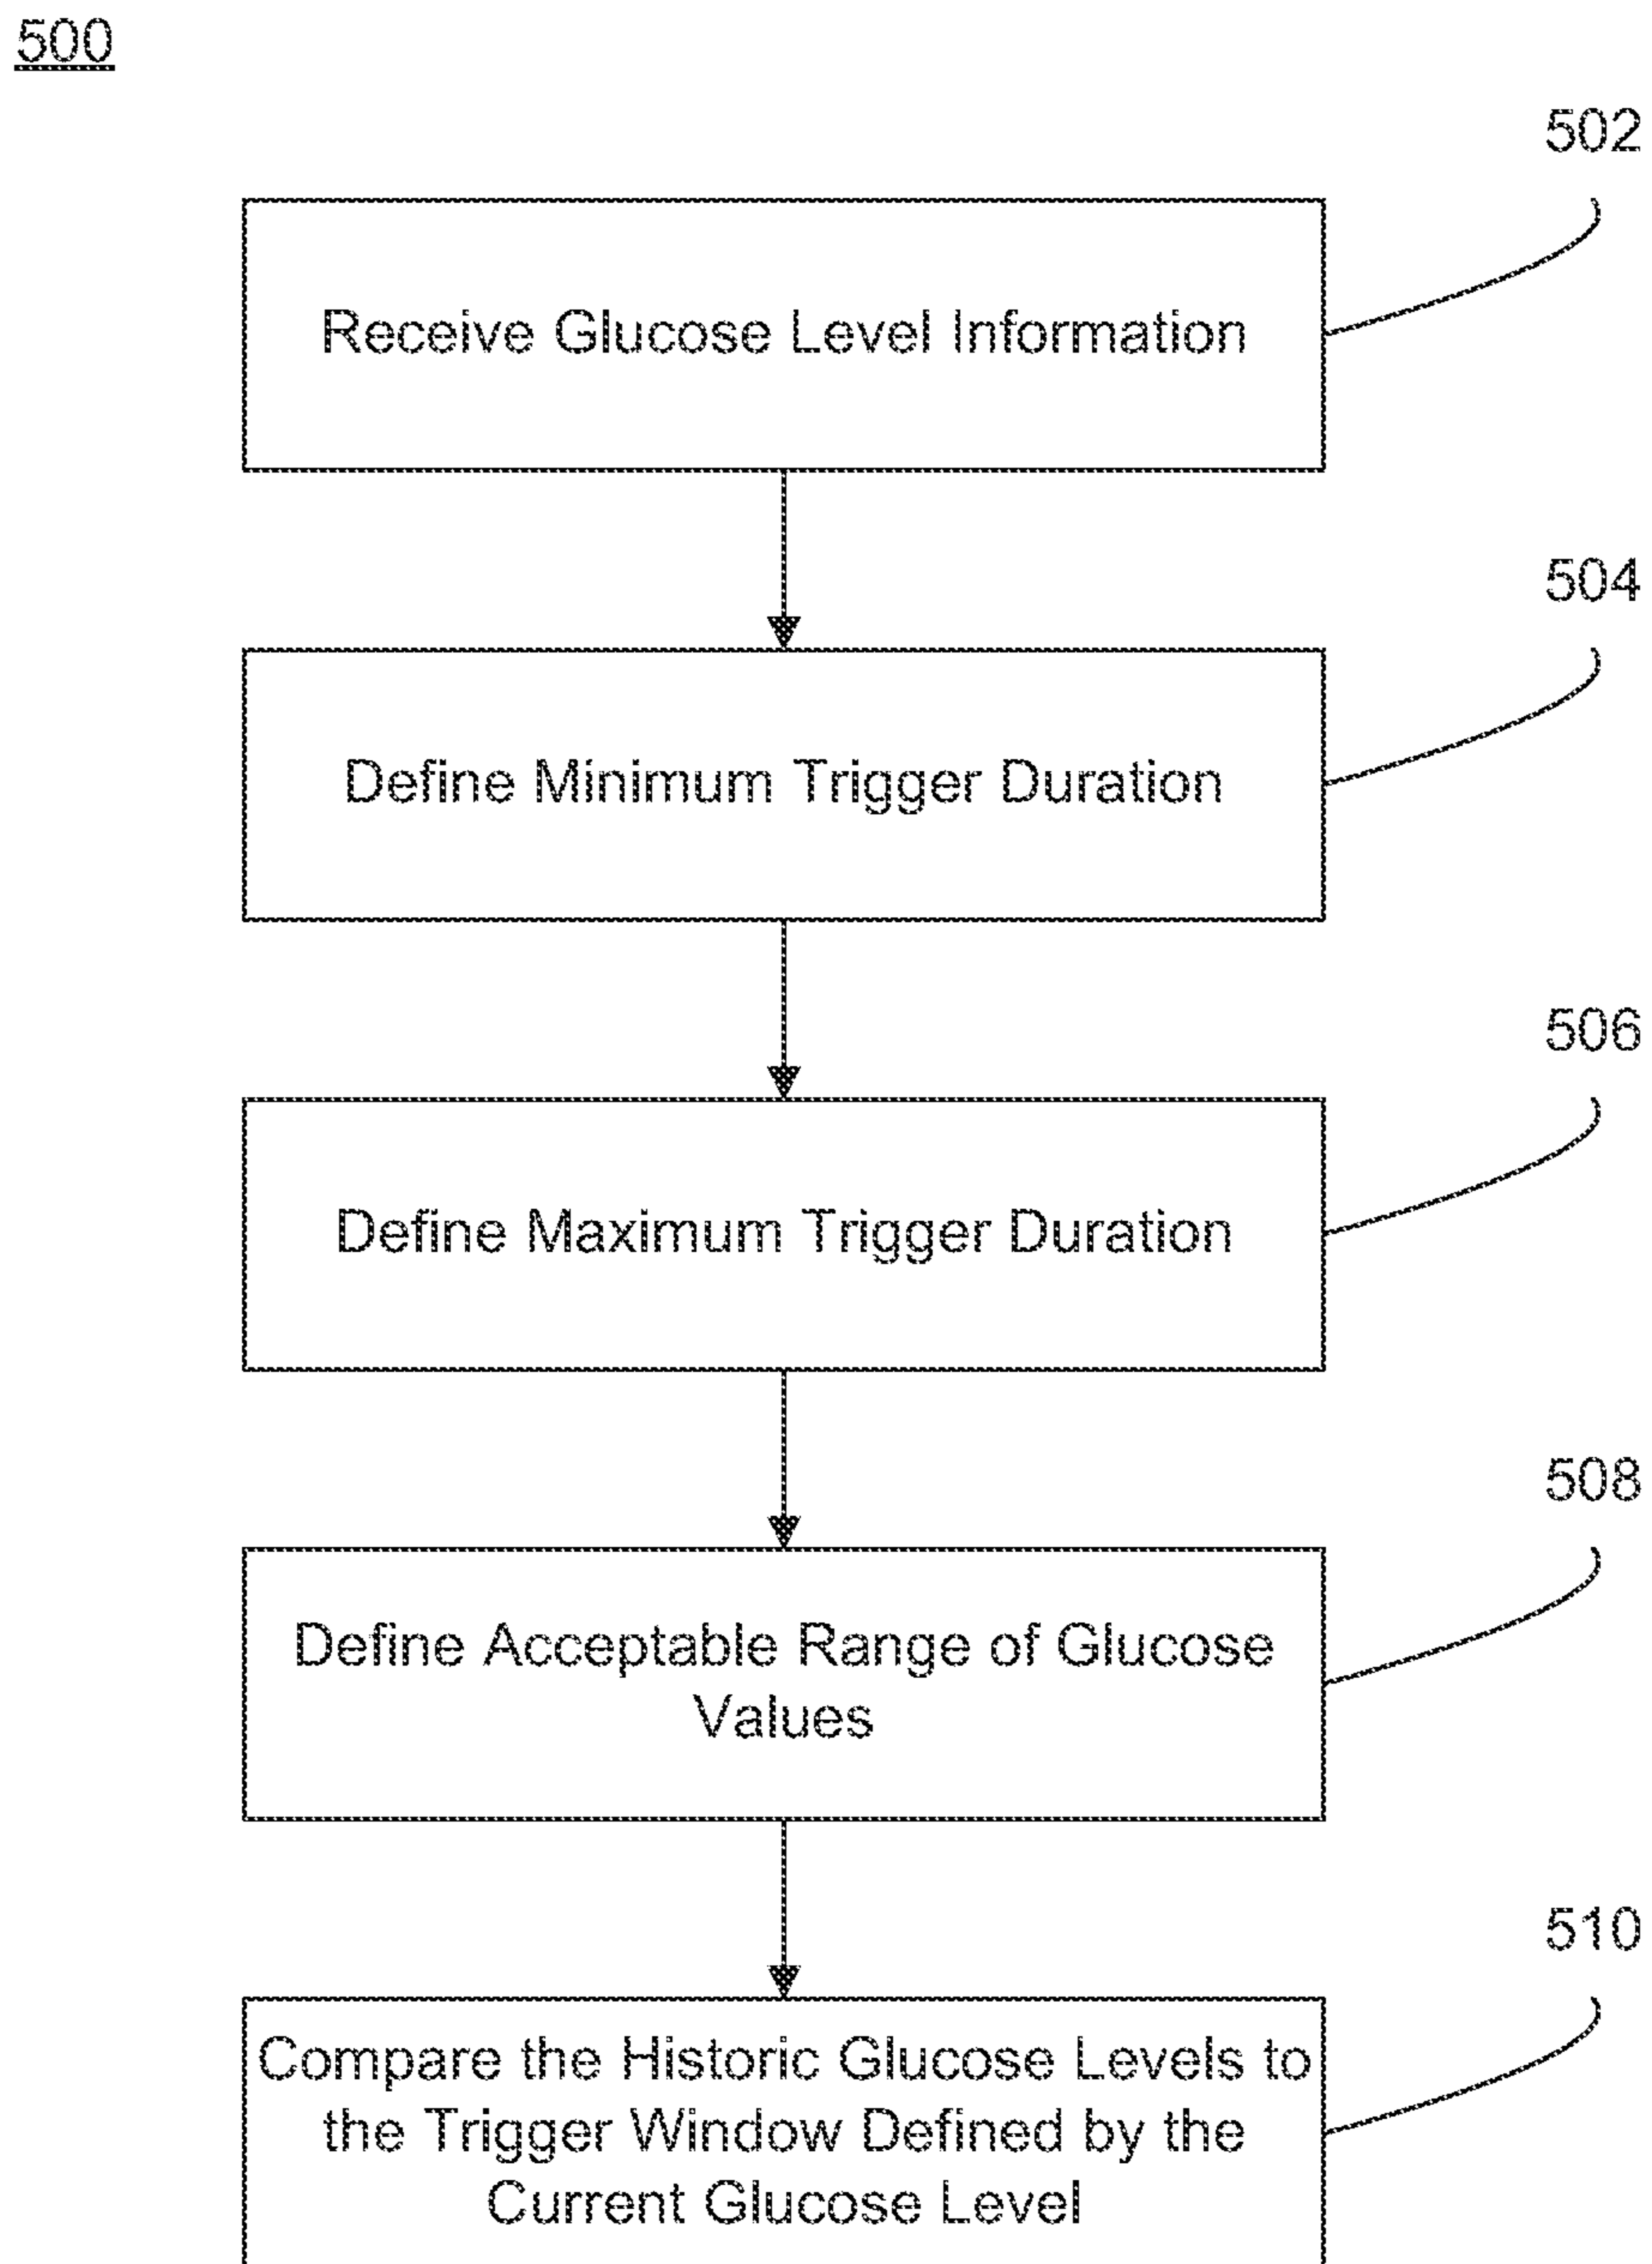 500
502
Receive Glucose Level Information
504
Define Minimum Trigger Duration
506
Define Maximum Trigger Duration
508
Define Acceptable Range of Glucose
Values
510
Compare the Historic Glucose Levels to
the Trigger Window Defined by the
Current Glucose Level